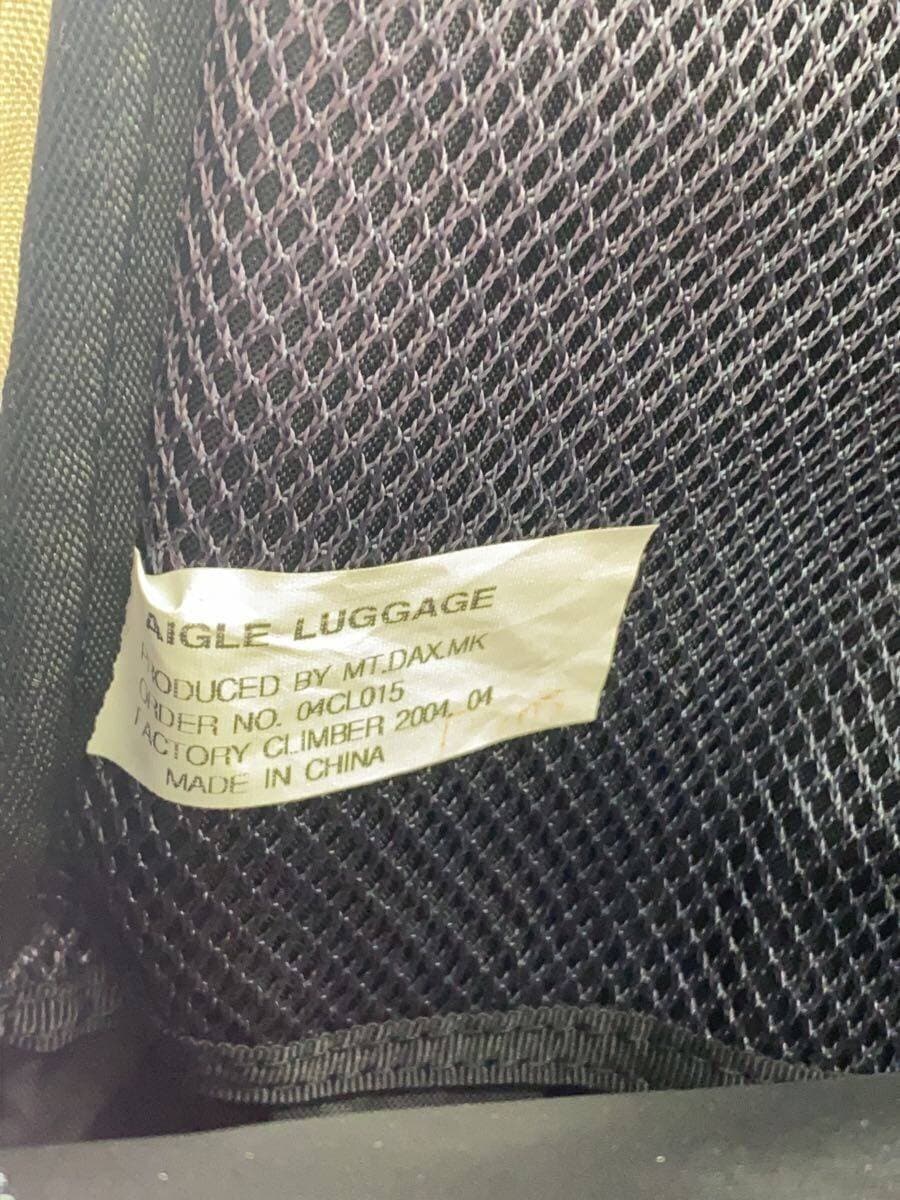 AIGLE LUGGAGE
PRODUCED BY MT.DAX.MK
ORDER NO. 04CL015
FACTORY CLIMBER 2004. 04
MADE IN CHINA